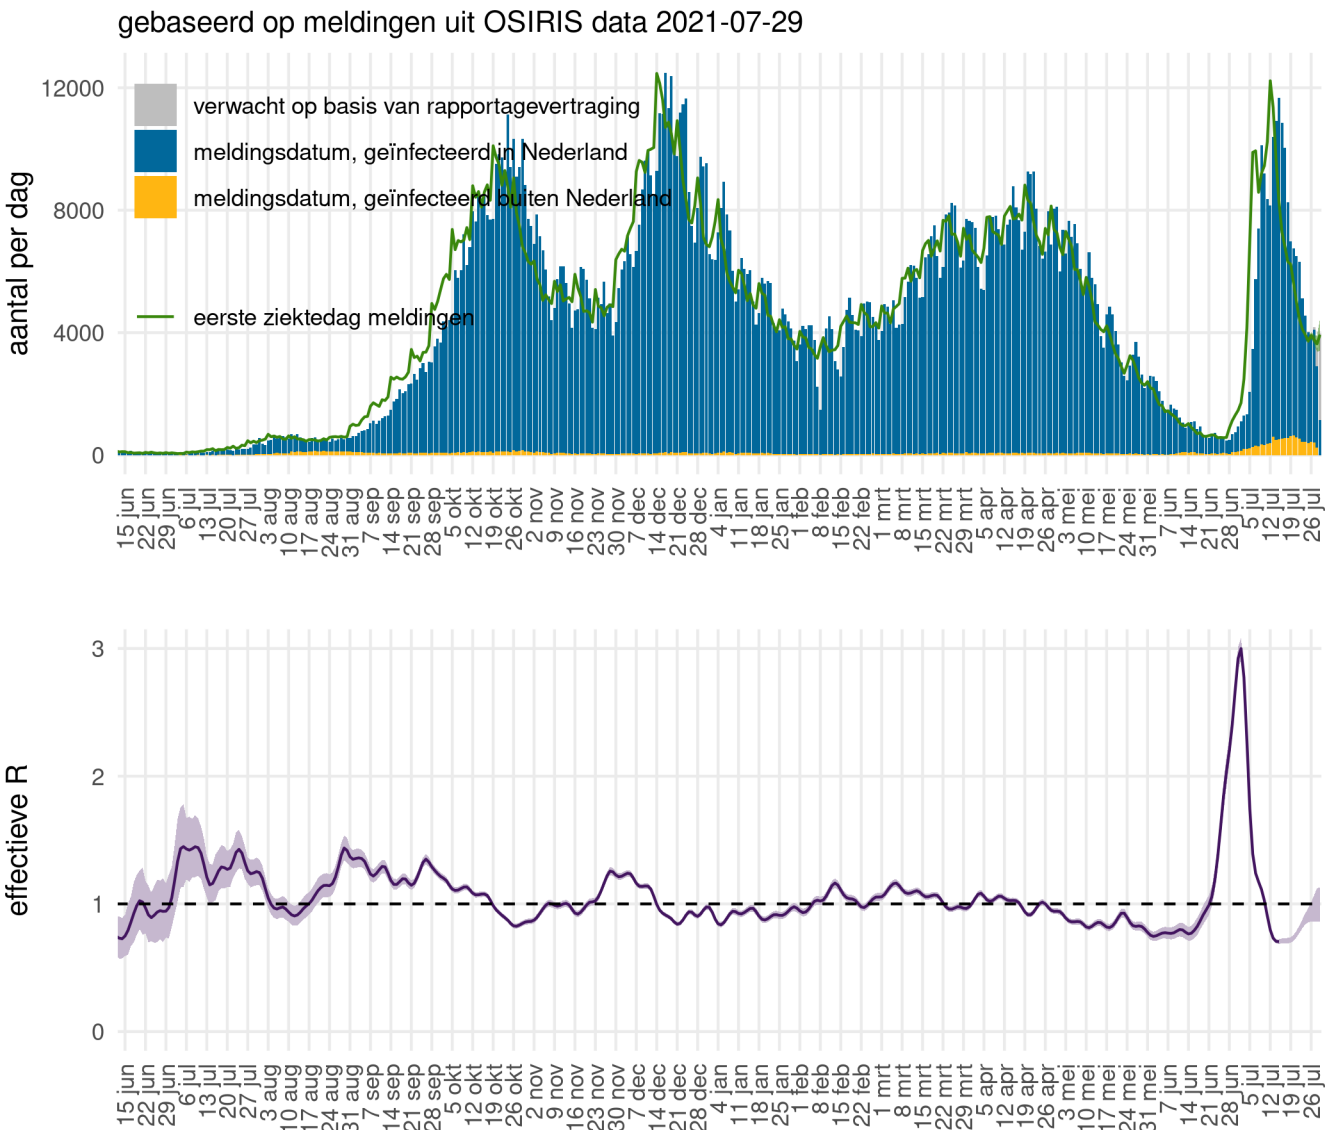 gebaseerd op meldingen uit OSIRIS data 2021-07-29
aantal per dag
12000
8000
4000
0
verwacht op basis van rapportagevertraging
meldingsdatum, geïnfecteerd in Nederland
meldingsdatum, geïnfecteerd buiten Nederland
eerste ziektedag meldingen
15 jun
22 jun
29 jun
6 jul
13 jul
20 jul
27 jul
3 aug
10 aug
17 aug
24 aug
31 aug
7 sep
14 sep
21 sep
28 sep
5 okt
12 okt
19 okt
26 okt
2 nov
9 nov
16 nov
23 nov
30 nov
7 dec
14 dec
21 dec
28 dec
4 jan
11 jan
18 jan
25 jan
1 feb
8 feb
15 feb
22 feb
1 mrt
8 mrt
15 mrt
22 mrt
29 mrt
5 apr
12 apr
19 apr
26 apr
3 mei
10 mei
17 mei
24 mei
31 mei
7 jun
14 jun
21 jun
28 jun
5 jul
12 jul
19 jul
26 jul
effectieve R
3
2
1
0
15 jun
22 jun
29 jun
6 jul
13 jul
20 jul
27 jul
3 aug
10 aug
17 aug
24 aug
31 aug
7 sep
14 sep
21 sep
28 sep
5 okt
12 okt
19 okt
26 okt
2 nov
9 nov
16 nov
23 nov
30 nov
7 dec
14 dec
21 dec
28 dec
4 jan
11 jan
18 jan
25 jan
1 feb
8 feb
15 feb
22 feb
1 mrt
8 mrt
15 mrt
22 mrt
29 mrt
5 apr
12 apr
19 apr
26 apr
3 mei
10 mei
17 mei
24 mei
31 mei
7 jun
14 jun
21 jun
28 jun
5 jul
12 jul
19 jul
26 jul